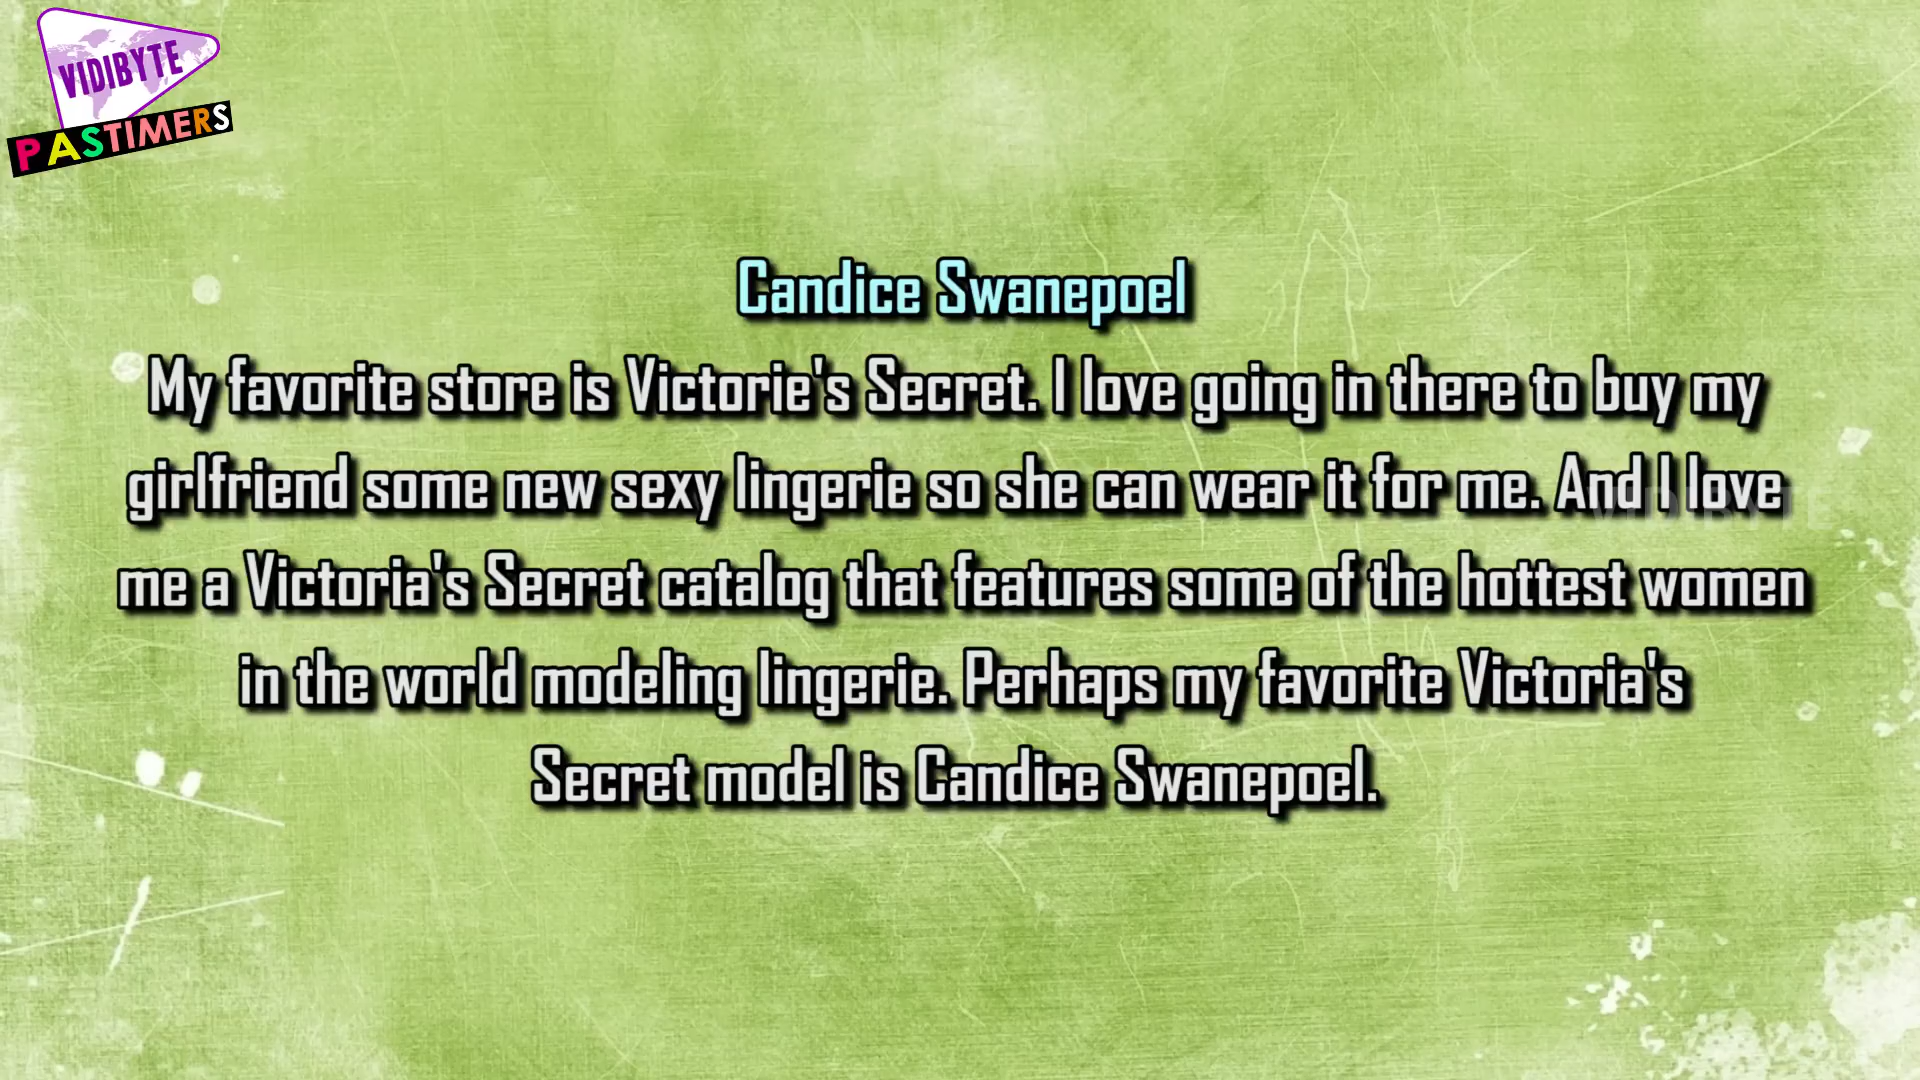 VIDIBYTE
PASTIMERS
Candice Swanepoel
My favorite store is Victorie's Secret. I love going in there to buy my
girlfriend some new sexy lingerie so she can wear it for me. And I love
me a Victoria's Secret catalog that features some of the hottest women
in the world modeling lingerie. Perhaps my favorite Victoria's
Secret model is Candice Swanepoel.
VIDIBYTE